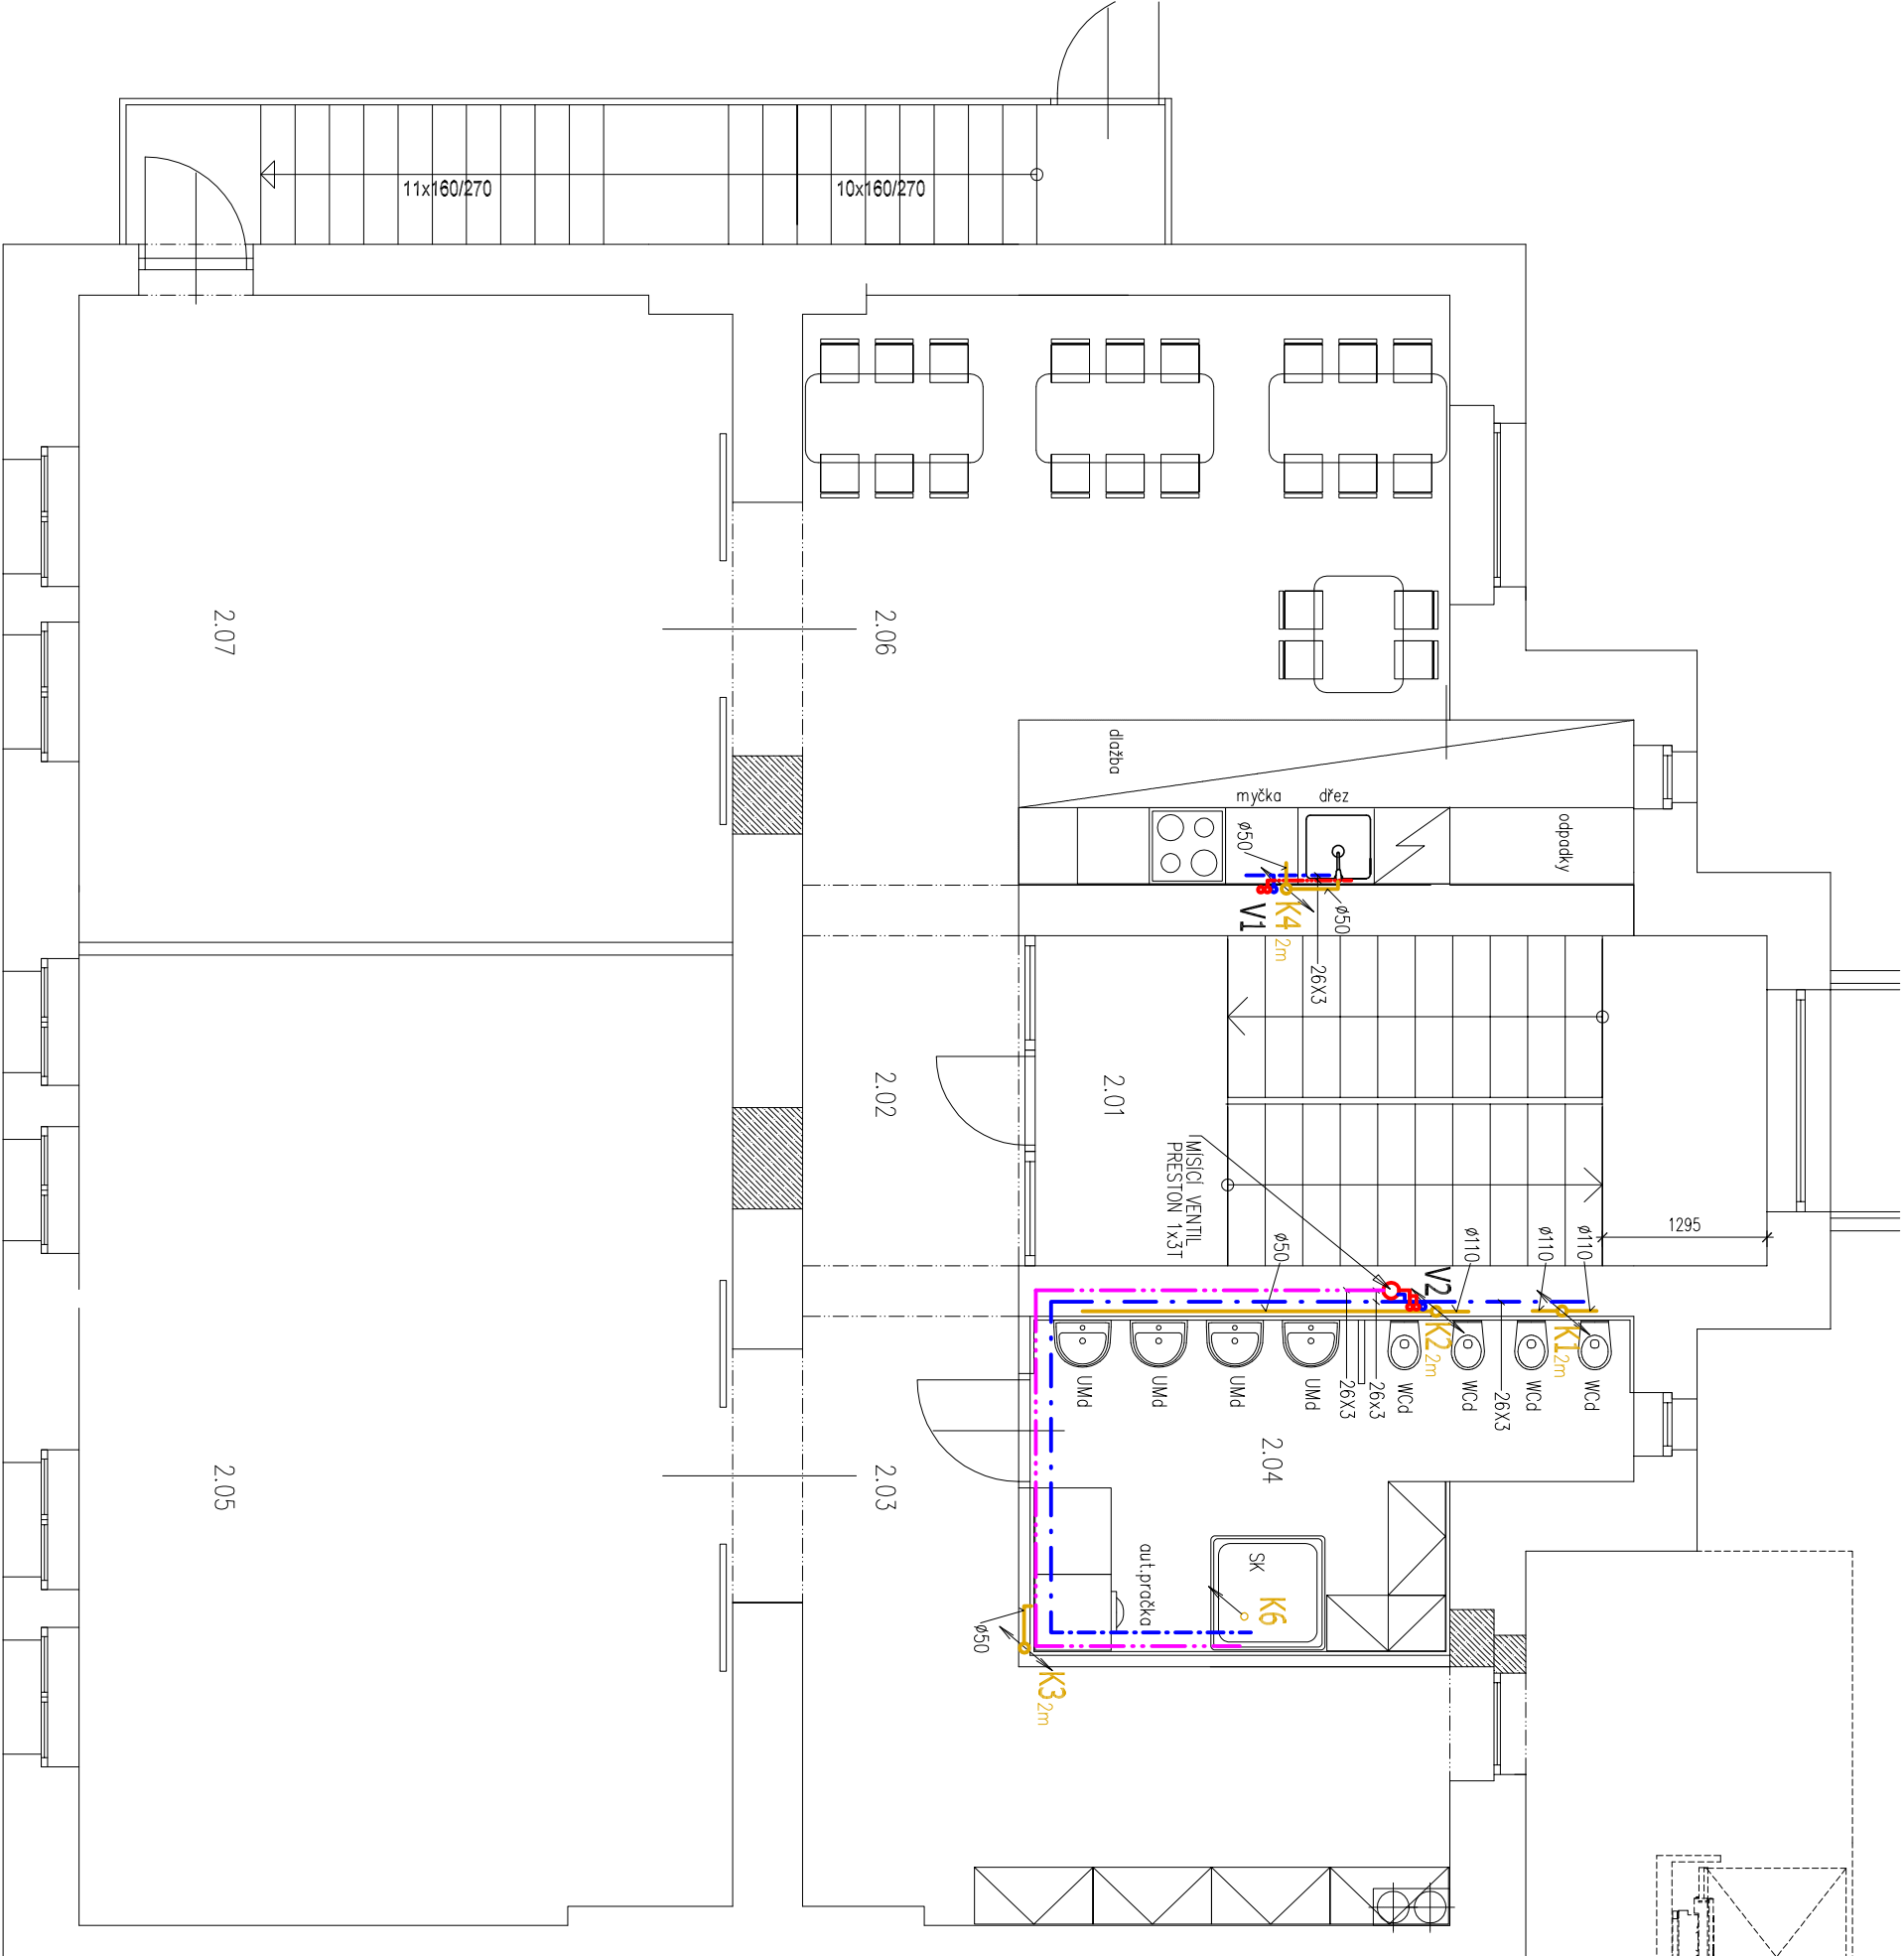 11x160/270
10x160/270
2.07
2.06
dlažba
myčka
dřez
odpadky
ø50
ø50
V1
K4 2m
26X3
2.02
2.01
MÍSÍCÍ VENTIL
PRESTON 1x3T
1295
ø50
ø110
ø110
ø110
V2
K2 2m
K1 2m
UMd
UMd
UMd
UMd
26X3
26x3
WCd
WCd
26X3
WCd
WCd
2.05
2.03
2.04
aut.pračka
SK
K6
ø50
K3 2m